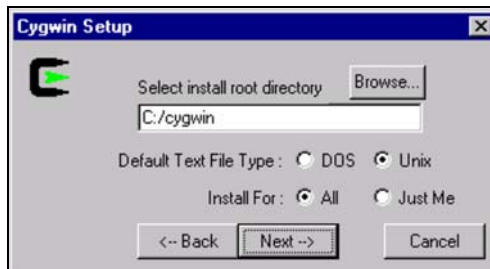 Cygwin Setup
Select install root directory Browse...
C:/cygwin
Default Text File Type : DOS Unix
Install For : All Just Me
<-- Back Next --> Cancel